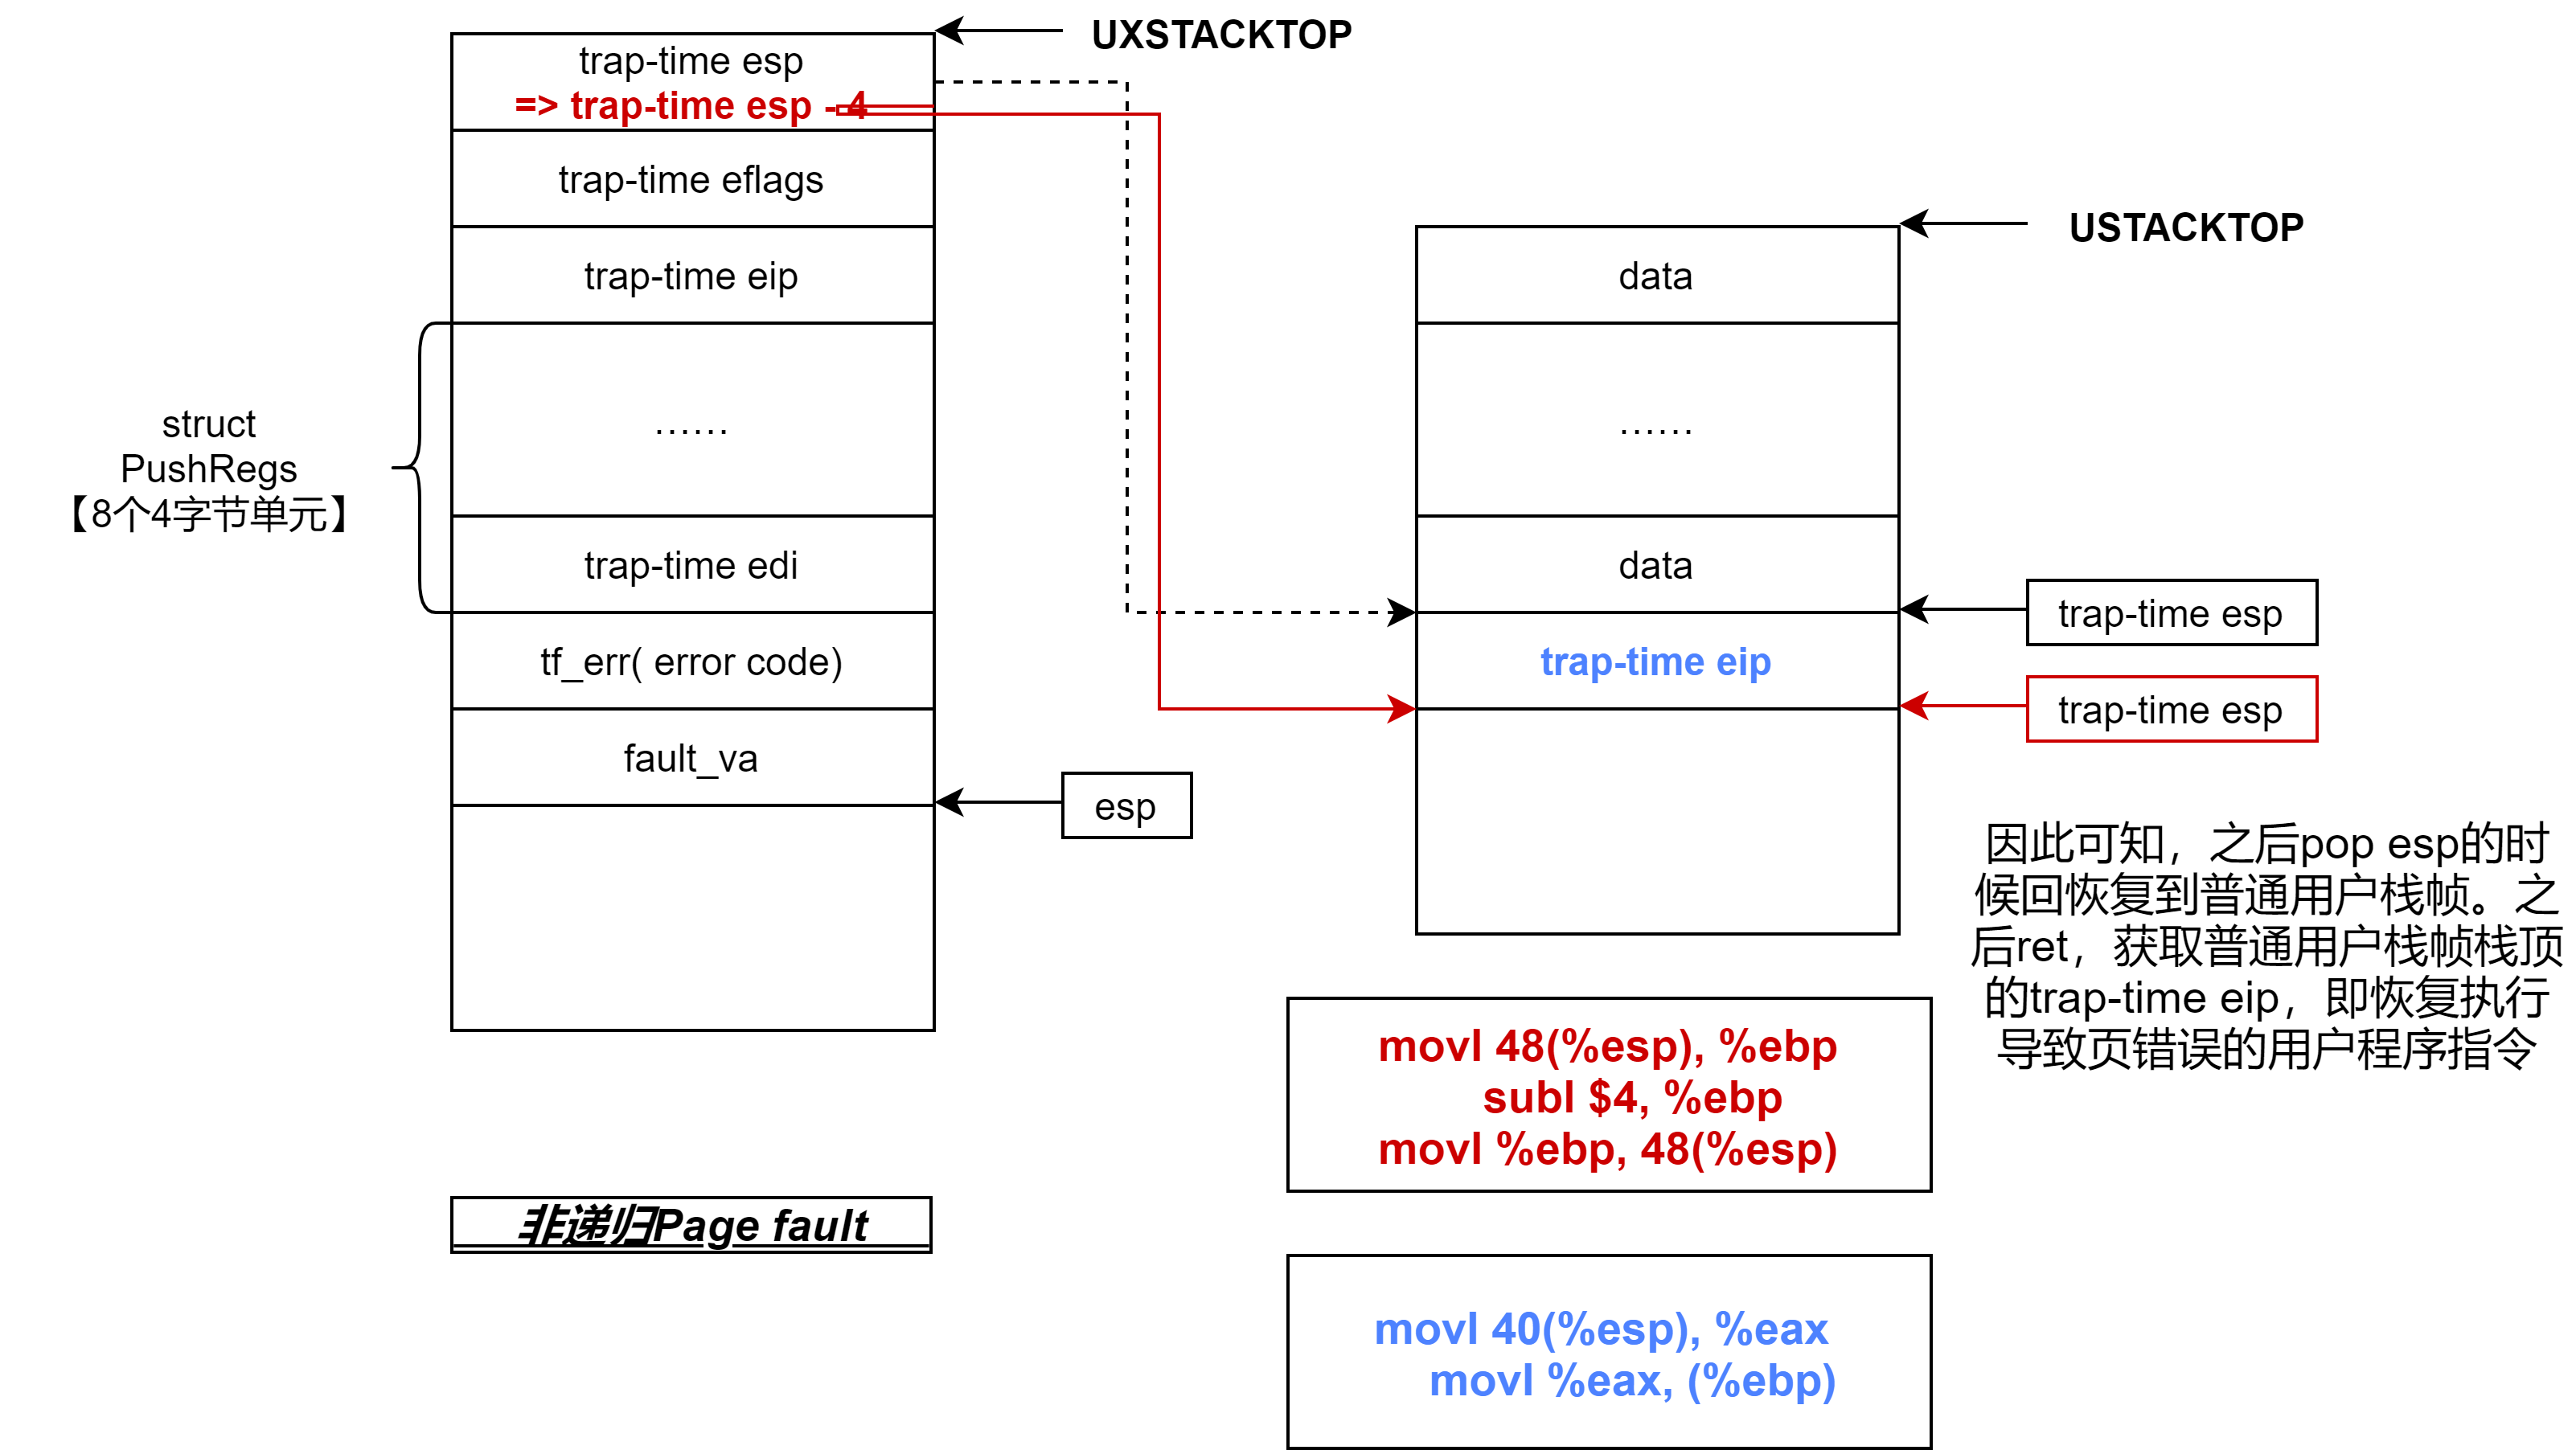 UXSTACKTOP
trap-time esp
=> trap-time esp - 4
trap-time eflags
trap-time eip
……
struct
PushRegs
【8个4字节单元】
trap-time edi
tf_err( error code)
fault_va
esp
USTACKTOP
data
……
data
trap-time esp
trap-time eip
trap-time esp
因此可知，之后pop esp的时
候回恢复到普通用户栈帧。之
后ret，获取普通用户栈帧栈顶
的trap-time eip，即恢复执行
导致页错误的用户程序指令
movl 48(%esp), %ebp
subl $4, %ebp
movl %ebp, 48(%esp)
非递归Page fault
movl 40(%esp), %eax
movl %eax, (%ebp)